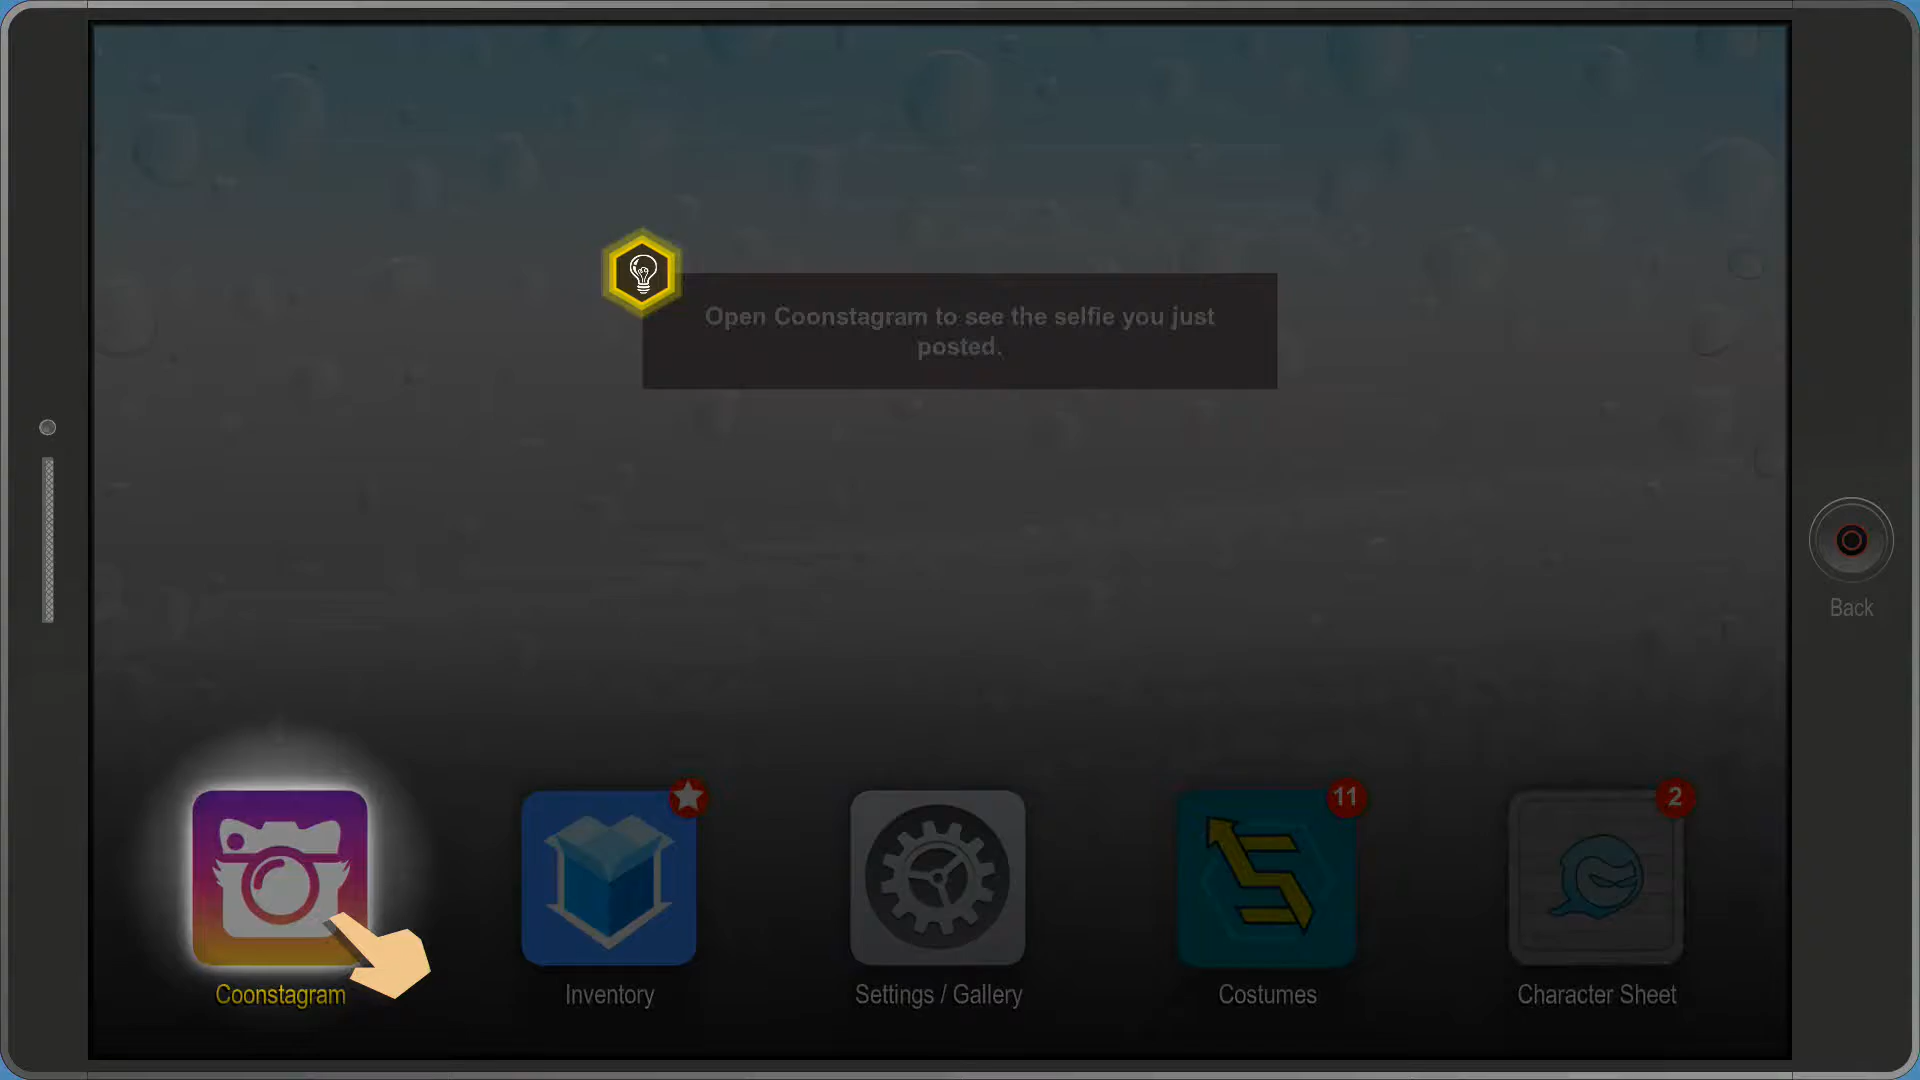 Open Coonstagram to see the selfie you just
posted.
Back
11
2
Coonstagram
Inventory
Settings / Gallery
Costumes
Character Sheet